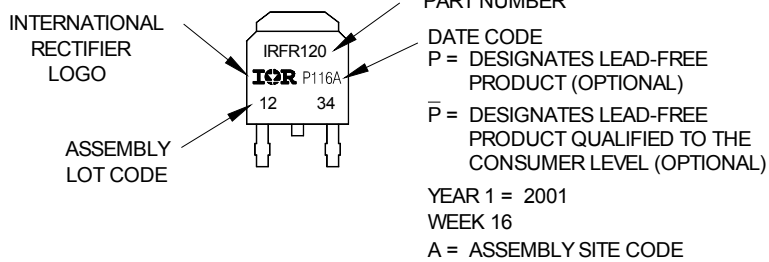 PART NUMBER
INTERNATIONAL
RECTIFIER
LOGO
IRFR120
IOR P116A
12 34
ASSEMBLY
LOT CODE
DATE CODE
P = DESIGNATES LEAD-FREE
PRODUCT (OPTIONAL)
P̅ = DESIGNATES LEAD-FREE
PRODUCT QUALIFIED TO THE
CONSUMER LEVEL (OPTIONAL)
YEAR 1 = 2001
WEEK 16
A = ASSEMBLY SITE CODE